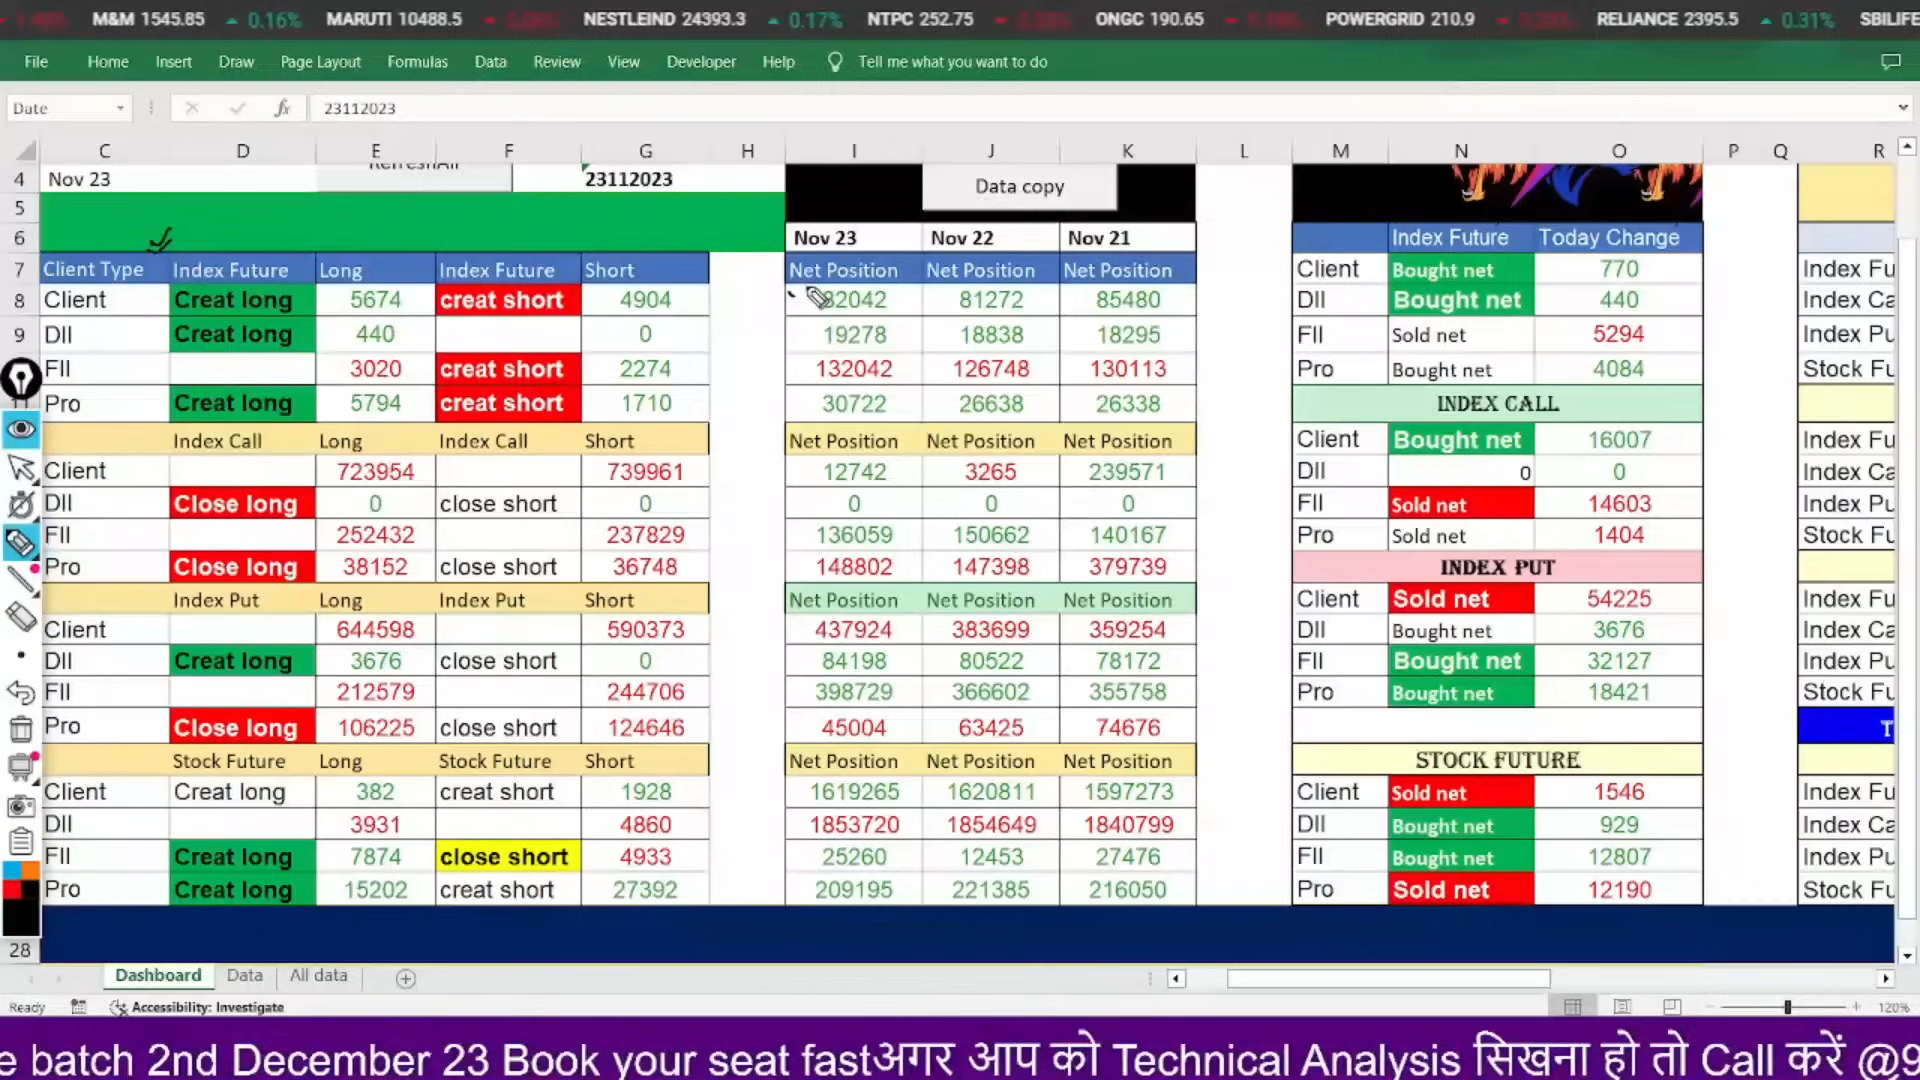 M&M 1545.85 0.16% MARUTI 10488.5 NESTLEIND 24393.3 0.17% NTPC 252.75 ONGC 190.65 POWERGRID 210.9 RELIANCE 2395.5 0.31% SBILIFE
File Home Insert Draw Page Layout Formulas Data Review View Developer Help Tell me what you want to do
Date fx 23112023
C D E F G H I J K L M N O P Q R
4 Nov 23 RefreshAll 23112023 Data copy
5
6 Nov 23 Nov 22 Nov 21 Index Future Today Change
7 Client Type Index Future Long Index Future Short Net Position Net Position Net Position Client Bought net 770 Index Fu
8 Client Creat long 5674 creat short 4904 82042 81272 85480 DII Bought net 440 Index Ca
9 DII Creat long 440 0 19278 18838 18295 FII Sold net 5294 Index Pu
FII 3020 creat short 2274 132042 126748 130113 Pro Bought net 4084 Stock Fu
Pro Creat long 5794 creat short 1710 30722 26638 26338 INDEX CALL
Index Call Long Index Call Short Net Position Net Position Net Position Client Bought net 16007 Index Fu
Client 723954 739961 12742 3265 239571 DII 0 0 Index Ca
DII Close long 0 close short 0 0 0 0 FII Sold net 14603 Index Pu
FII 252432 237829 136059 150662 140167 Pro Sold net 1404 Stock Fu
Pro Close long 38152 close short 36748 148802 147398 379739 INDEX PUT
Index Put Long Index Put Short Net Position Net Position Net Position Client Sold net 54225 Index Fu
Client 644598 590373 437924 383699 359254 DII Bought net 3676 Index Ca
DII Creat long 3676 close short 0 84198 80522 78172 FII Bought net 32127 Index Pu
FII 212579 244706 398729 366602 355758 Pro Bought net 18421 Stock Fu
Pro Close long 106225 close short 124646 45004 63425 74676 T
Stock Future Long Stock Future Short Net Position Net Position Net Position STOCK FUTURE
Client Creat long 382 creat short 1928 1619265 1620811 1597273 Client Sold net 1546 Index Fu
DII 3931 4860 1853720 1854649 1840799 DII Bought net 929 Index Ca
FII Creat long 7874 close short 4933 25260 12453 27476 FII Bought net 12807 Index Pu
Pro Creat long 15202 creat short 27392 209195 221385 216050 Pro Sold net 12190 Stock Fu
28
Dashboard Data All data
Ready Accessibility: Investigate 120%
e batch 2nd December 23 Book your seat fastअगर आप को Technical Analysis सिखना हो तो Call करें @9